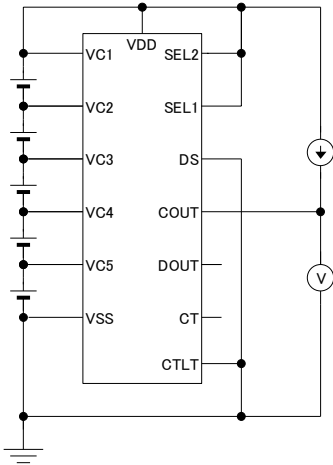 VDD
VC1 SEL2
VC2 SEL1
VC3 DS
VC4 COUT
VC5 DOUT
VSS CT
CTLT
V